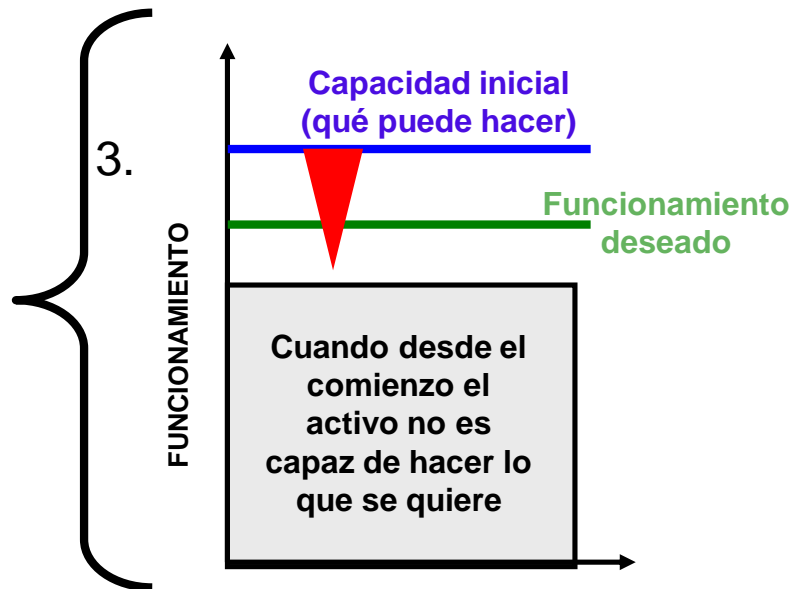 Capacidad inicial
(qué puede hacer)
3.
Funcionamiento
deseado
FUNCIONAMIENTO
Cuando desde el
comienzo el
activo no es
capaz de hacer lo
que se quiere